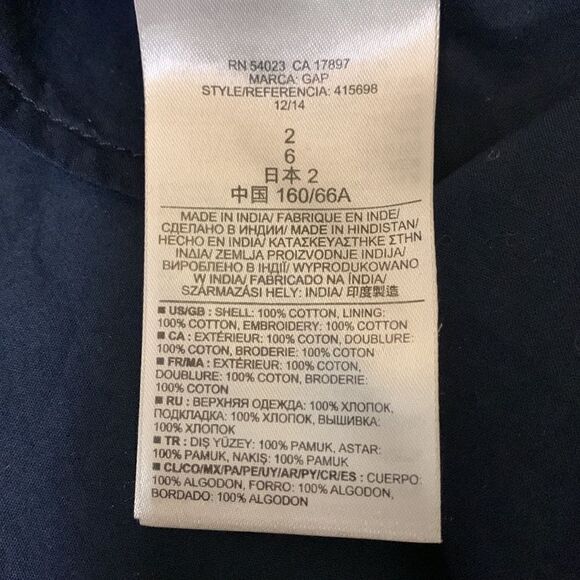 RN 54023 CA 17897
MARCA: GAP
STYLE/REFERENCIA: 415698
12/14
2
6
日本 2
中国 160/66A
MADE IN INDIA/ FABRIQUE EN INDE/
СДЕЛАНО В ИНДИИ/ MADE IN HINDISTAN/
HECHO EN INDIA/ ΚΑΤΑΣΚΕΥΑΣΤΗΚΕ ΣΤΗΝ
ΙΝΔΙΑ/ ZEMLJA PROIZVODNJE INDIJA/
ВИРОБЛЕНО В ІНДІЇ/ WYPRODUKOWANO
W INDIA/ FABRICADO NA ÍNDIA/
SZÁRMAZÁSI HELY: INDIA/ 印度製造
■ US/GB : SHELL: 100% COTTON, LINING:
100% COTTON, EMBROIDERY: 100% COTTON
■ CA : EXTÉRIEUR: 100% COTON, DOUBLURE:
100% COTON, BRODERIE: 100% COTON
■ FR/MA : EXTÉRIEUR: 100% COTON,
DOUBLURE: 100% COTON, BRODERIE:
100% COTON
■ RU : ВЕРХНЯЯ ОДЕЖДА: 100% ХЛОПОК,
ПОДКЛАДКА: 100% ХЛОПОК, ВЫШИВКА:
100% ХЛОПОК
■ TR : DIŞ YÜZEY: 100% PAMUK, ASTAR:
100% PAMUK, NAKIŞ: 100% PAMUK
■ CL/CO/MX/PA/PE/UY/AR/PY/CR/ES : CUERPO:
100% ALGODON, FORRO: 100% ALGODON,
BORDADO: 100% ALGODON